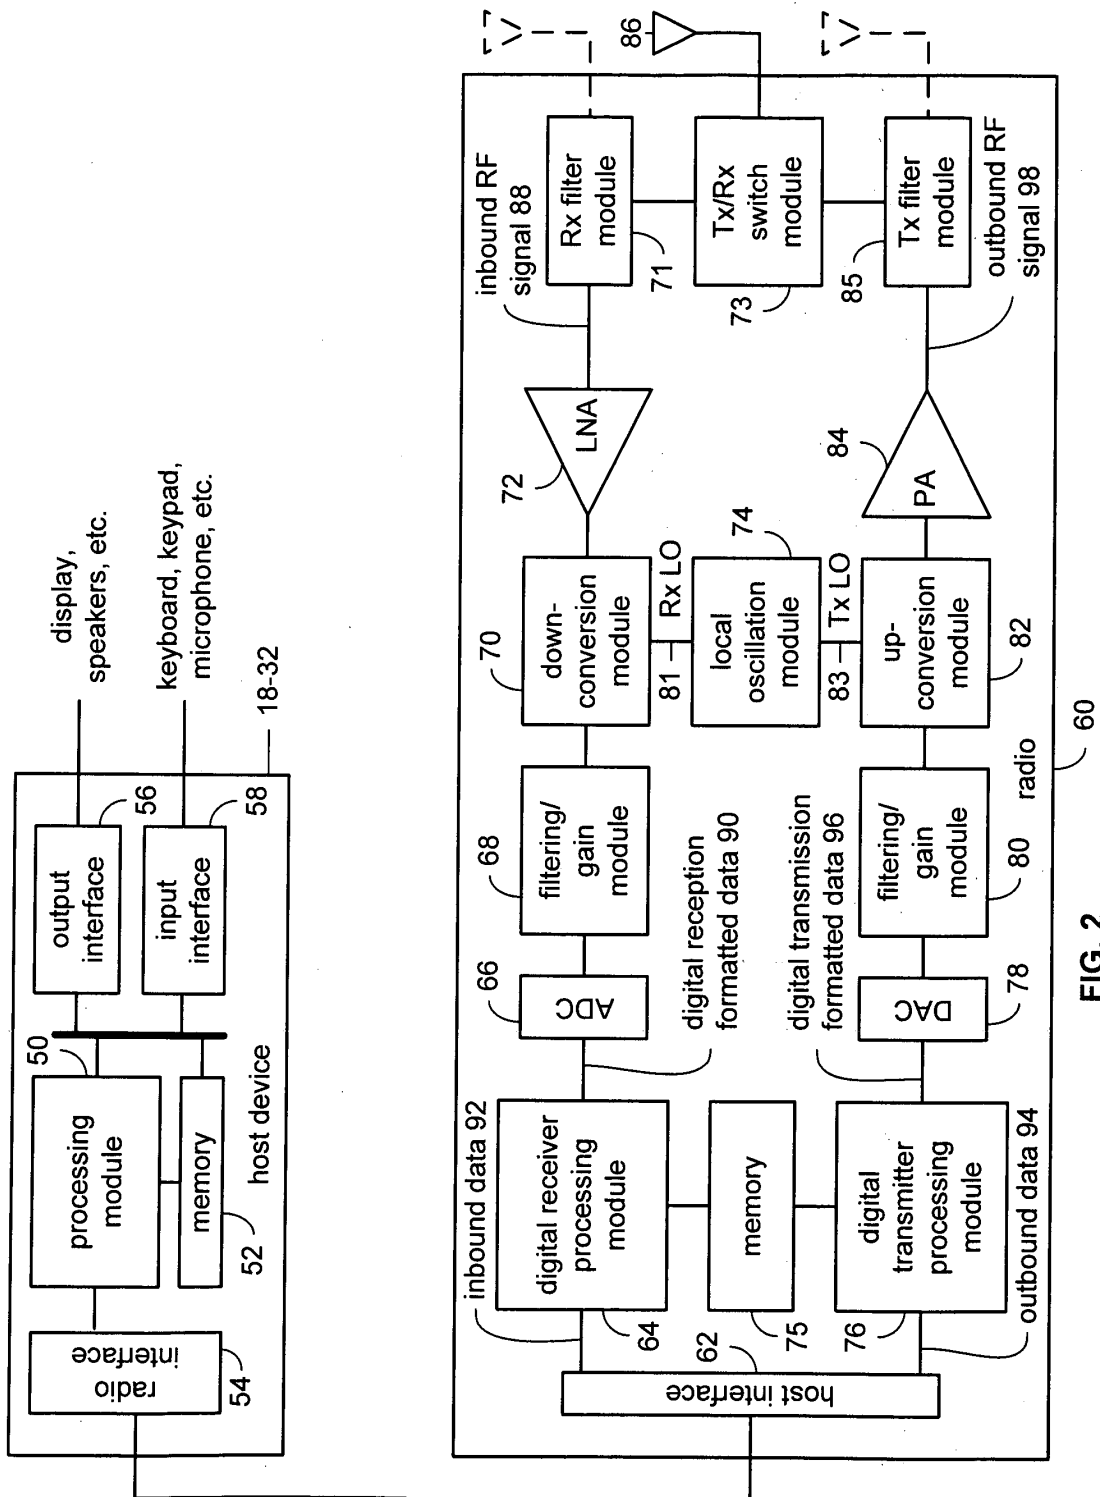 display,
speakers, etc.
keyboard, keypad,
microphone, etc.
18-32
output
interface
56
input
interface
58
50
processing
module
memory
52
host device
radio
interface
54
86
Rx filter
module
71
Tx/Rx
switch
module
73
Tx filter
module
85
inbound RF
signal 88
outbound RF
signal 98
LNA
72
PA
84
down-
conversion
module
70
81
Rx LO
local
oscillation
module
74
83
Tx LO
up-
conversion
module
82
filtering/
gain
module
68
filtering/
gain
module
80
radio
60
ADC
66
digital reception
formatted data 90
digital transmission
formatted data 96
DAC
78
inbound data 92
digital receiver
processing
module
64
memory
75
digital
transmitter
processing
module
76
outbound data 94
host interface
62
FIG. 2